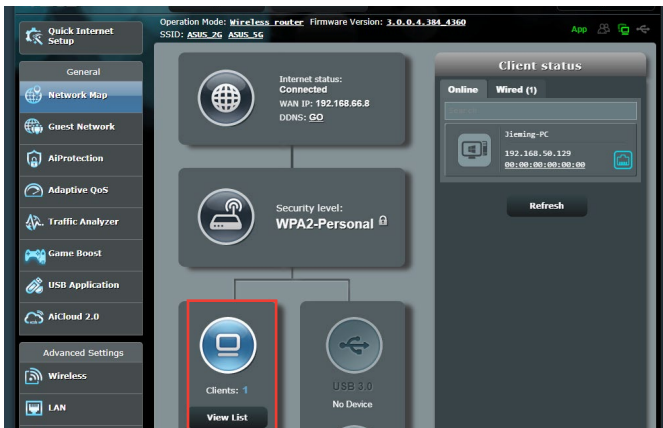 Quick Internet
Setup
Operation Mode: Wireless router Firmware Version: 3.0.0.4.384_4360
SSID: ASUS_2G ASUS_5G
App
General
Network Map
Guest Network
AiProtection
Adaptive QoS
Traffic Analyzer
Game Boost
USB Application
AiCloud 2.0
Advanced Settings
Wireless
LAN
Internet status:
Connected
WAN IP: 192.168.66.8
DDNS: GO
Security level:
WPA2-Personal
Clients: 1
View List
USB 3.0
No Device
Client status
Online Wired (1)
Jieming-PC
192.168.50.129
00:00:00:00:00:00
Refresh